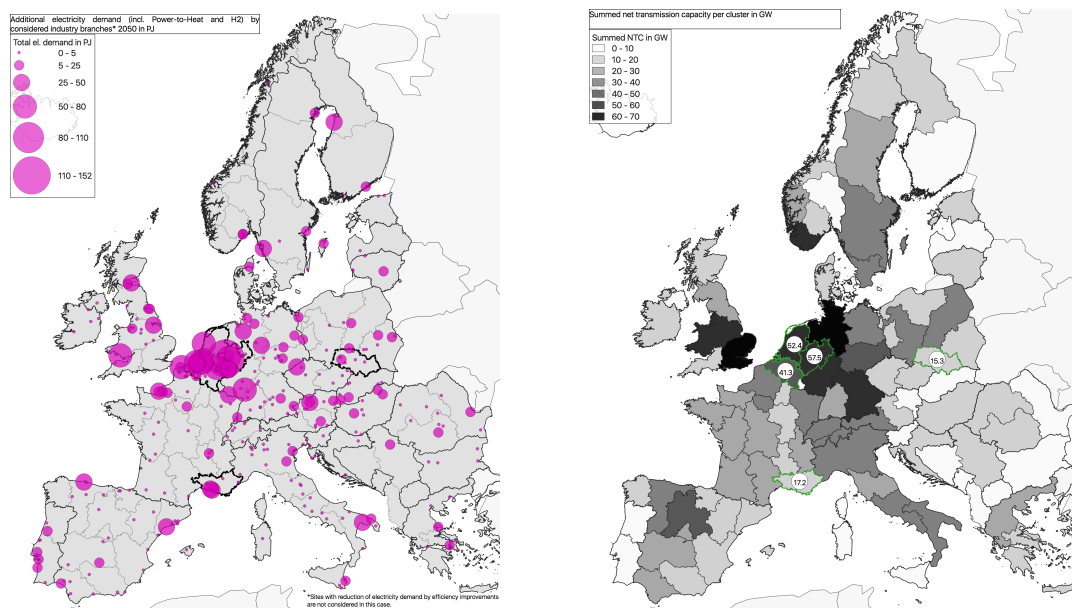 Additional electricity demand (incl. Power-to-Heat and H2) by
considered industry branches* 2050 in PJ
Total el. demand in PJ
0 - 5
5 - 25
25 - 50
50 - 80
80 - 110
110 - 152
*Sites with reduction of electricity demand by efficiency improvements
are not considered in this case.
Summed net transmission capacity per cluster in GW
Summed NTC in GW
0 - 10
10 - 20
20 - 30
30 - 40
40 - 50
50 - 60
60 - 70
52.4
57.5
41.3
15.3
17.2